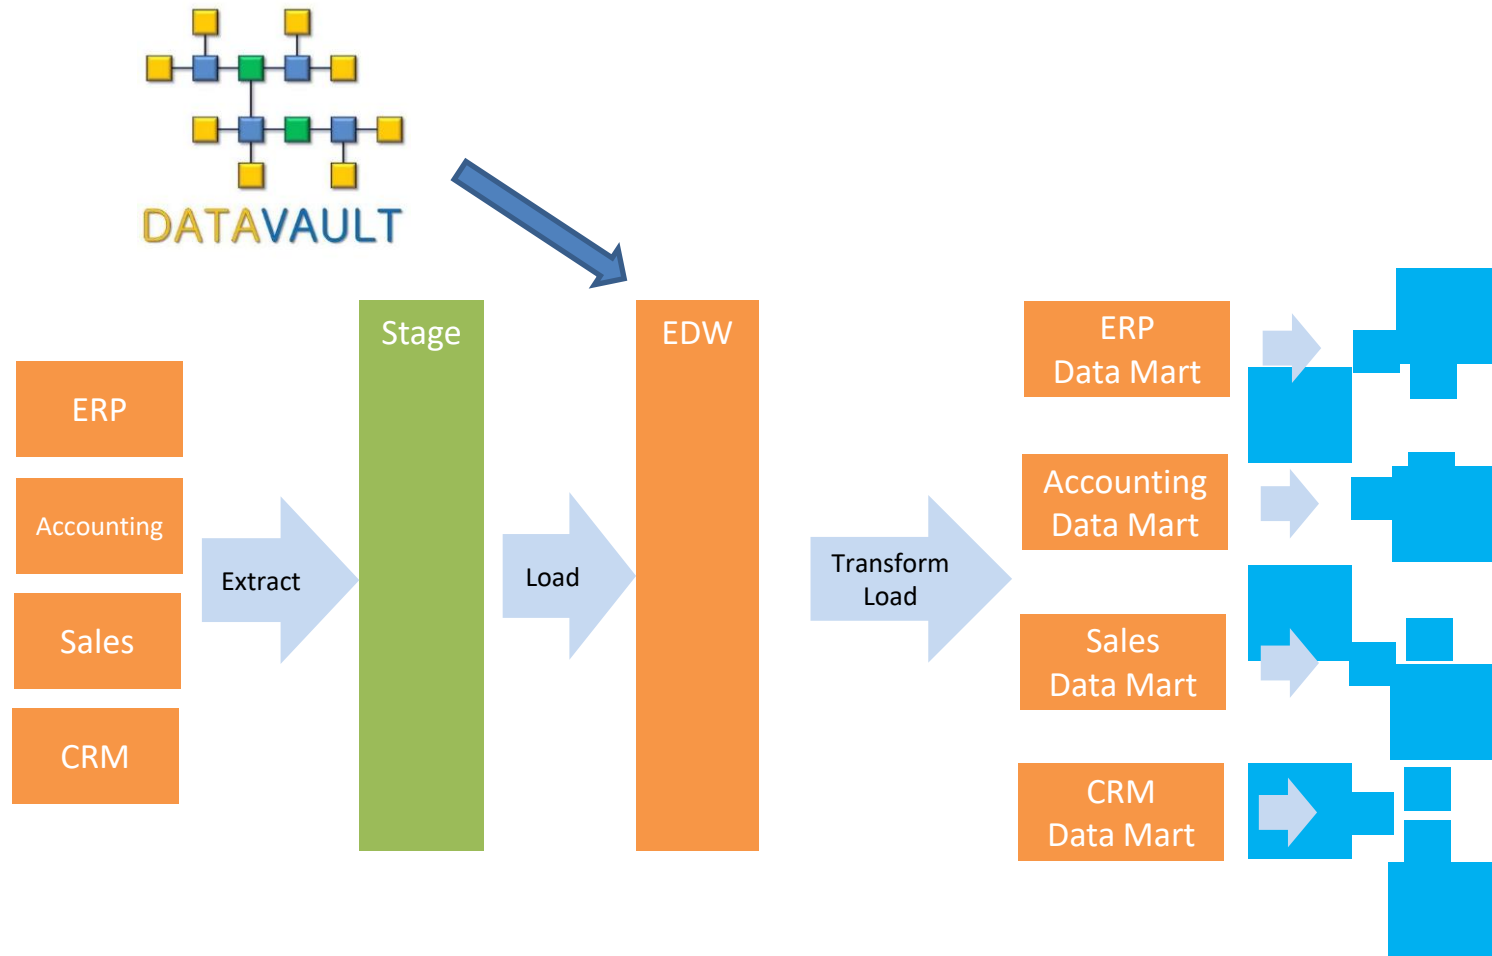 DATAVAULT
Stage
EDW
ERP
Accounting
Sales
CRM
Extract
Load
Transform
Load
ERP
Data Mart
Accounting
Data Mart
Sales
Data Mart
CRM
Data Mart